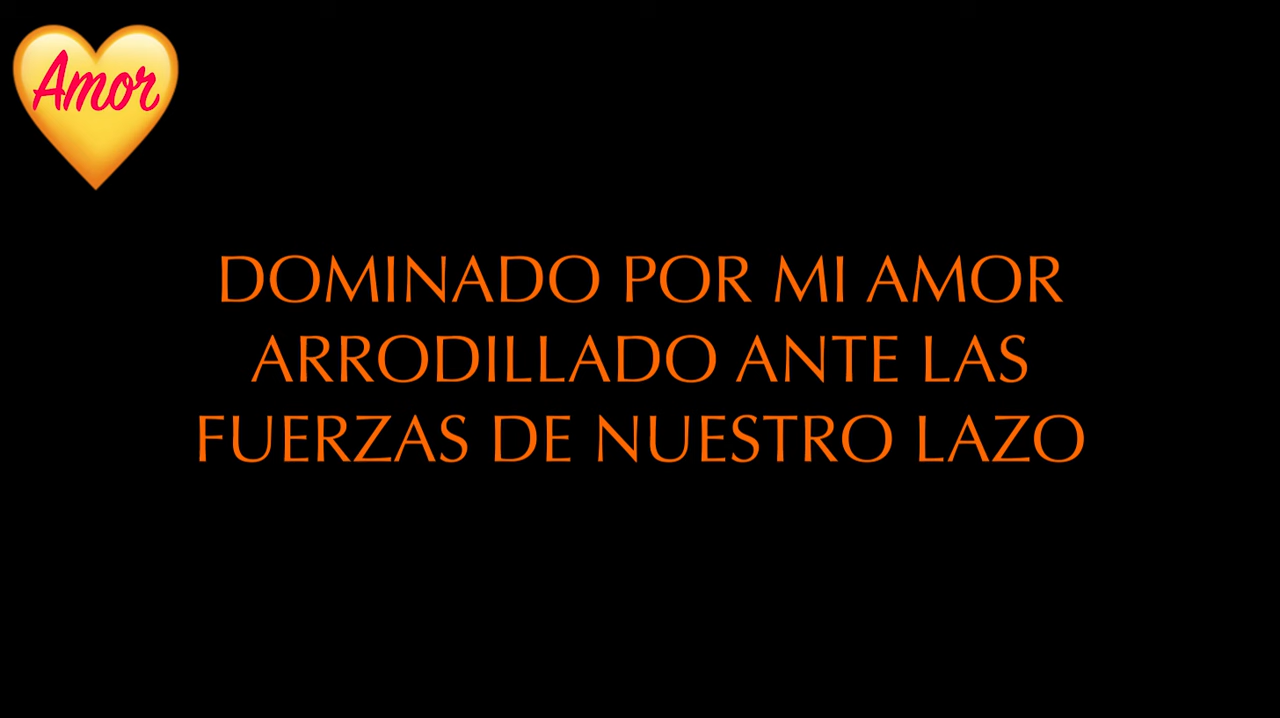 Amor
DOMINADO POR MI AMOR
ARRODILLADO ANTE LAS
FUERZAS DE NUESTRO LAZO